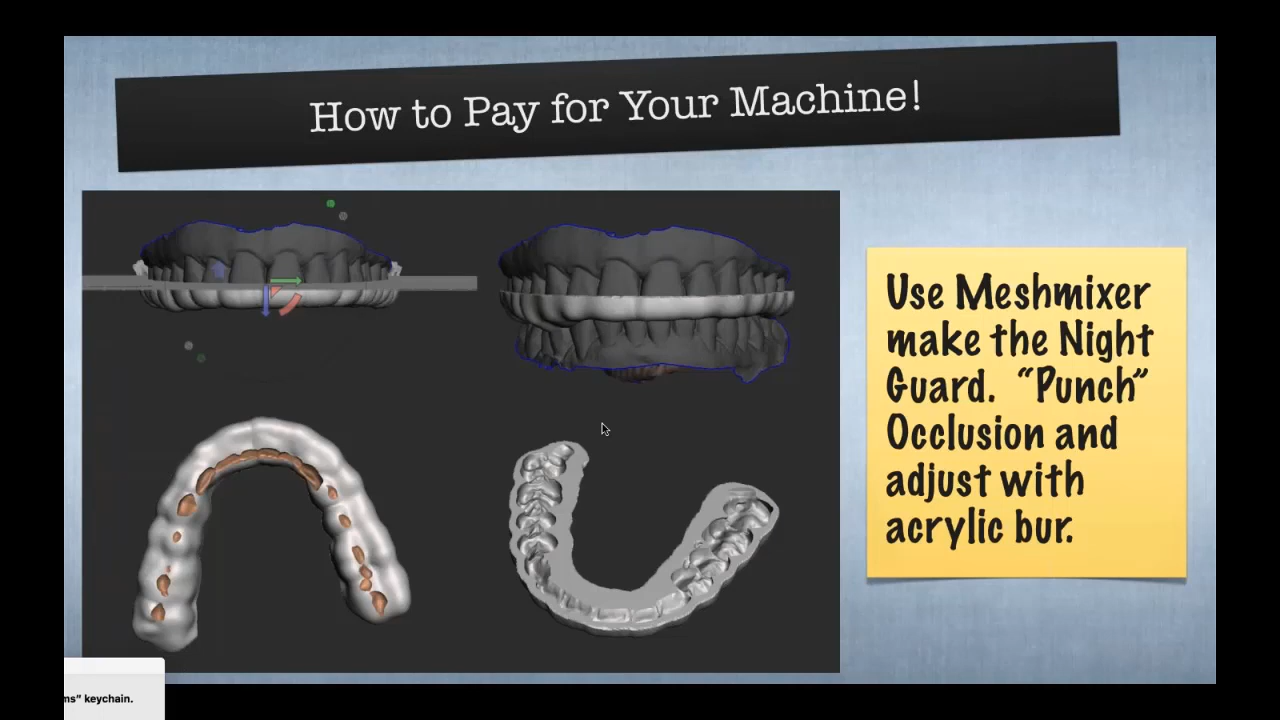 How to Pay for Your Machine!
Use Meshmixer
make the Night
Guard. “Punch”
Occlusion and
adjust with
acrylic bur.
keychain.